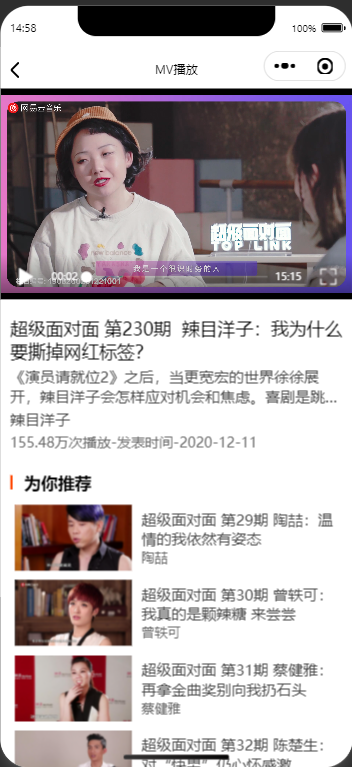 14:58
100%
MV播放
网易云音乐
超级面对面
TOP LINK
我是一个很识时务的人
00:02
15:15
超级面对面 第230期 辣目洋子：我为什么
要撕掉网红标签？
《演员请就位2》之后，当更宽宏的世界徐徐展
开，辣目洋子会怎样应对机会和焦虑。喜剧是跳...
辣目洋子
155.48万次播放-发表时间-2020-12-11
为你推荐
超级面对面 第29期 陶喆：温
情的我依然有姿态
陶喆
超级面对面 第30期 曾轶可：
我真的是颗辣糖 来尝尝
曾轶可
超级面对面 第31期 蔡健雅：
再拿金曲奖别向我扔石头
蔡健雅
超级面对面 第32期 陈楚生：
对“快男”仍心怀感激